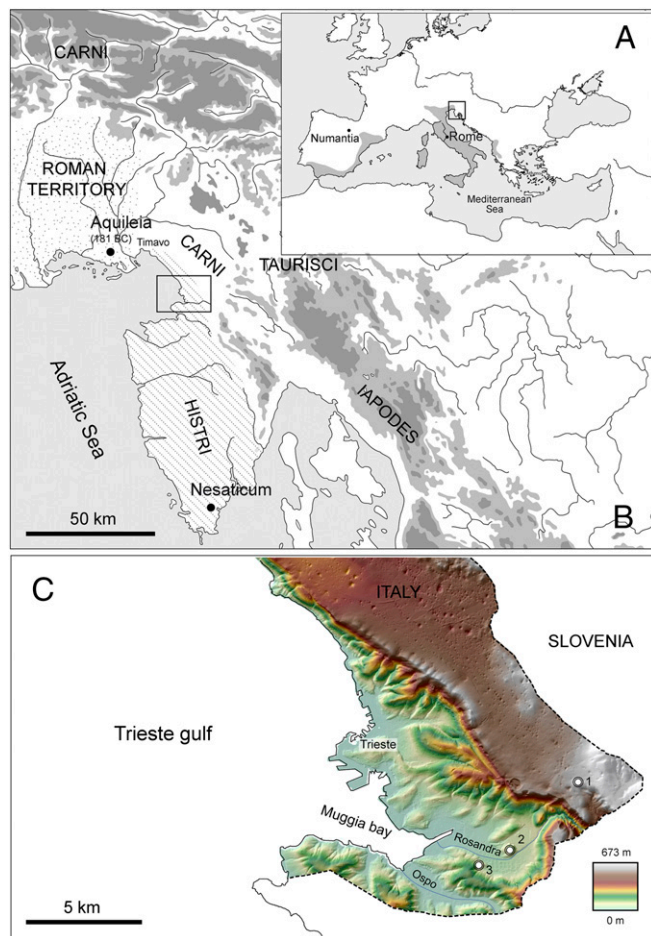 A
Numantia
Rome
Mediterranean
Sea
CARNI
ROMAN
TERRITORY
Aquileia
(181 BC)
Timavo
CARNI
TAURISCI
IAPODES
Adriatic Sea
HISTRI
Nesaticum
50 km
B
C
ITALY
SLOVENIA
Trieste gulf
Trieste
1
Muggia bay
Rosandra
2
3
Ospo
673 m
0 m
5 km